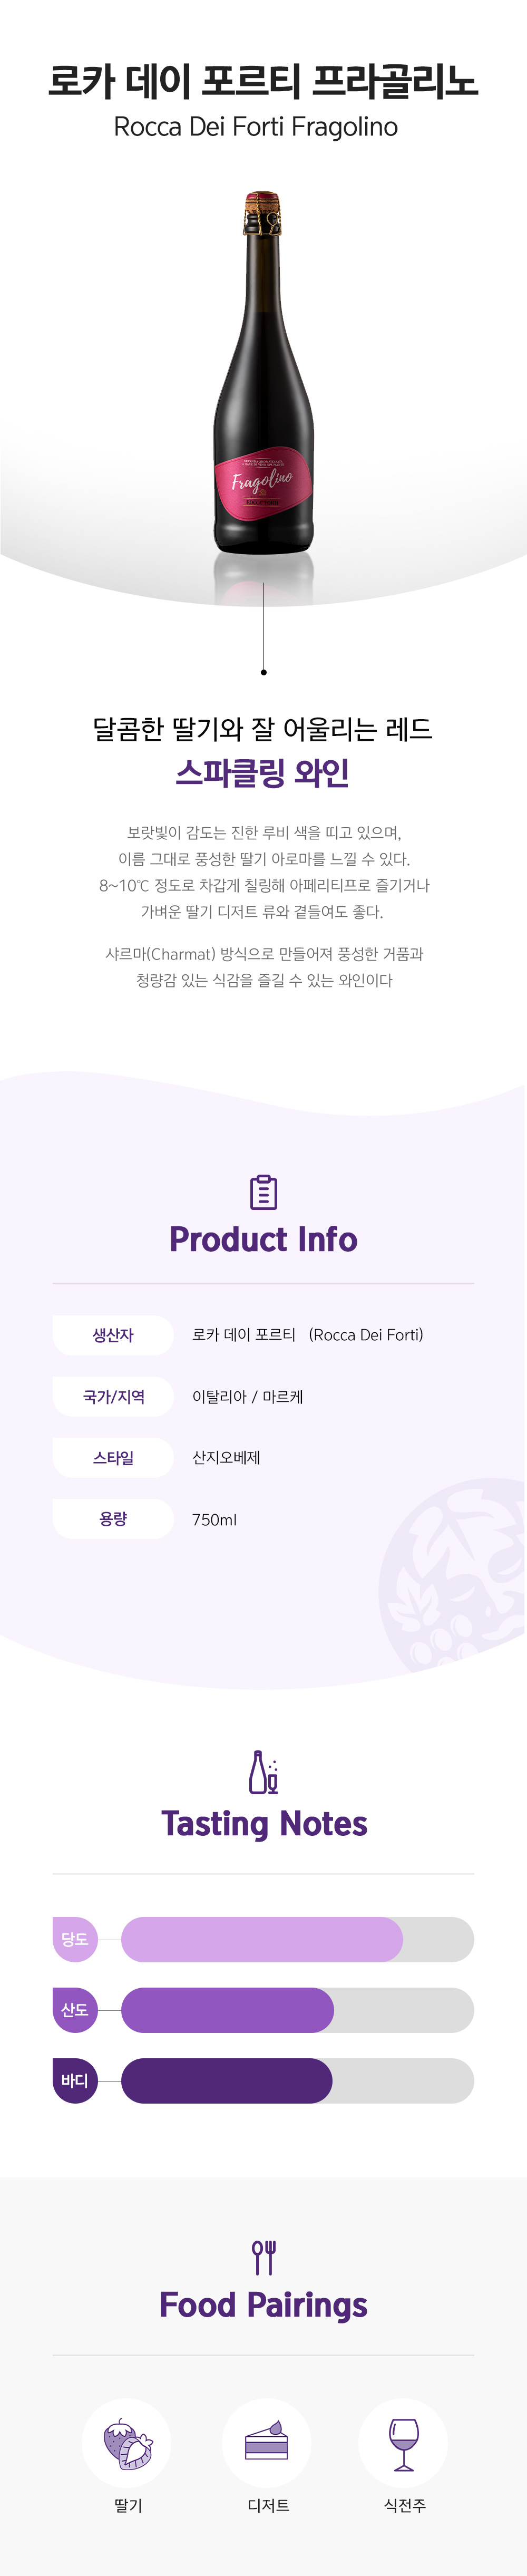 로카 데이 포르티 프라골리노
Rocca Dei Forti Fragolino
Fragolino
달콤한 딸기와 잘 어울리는 레드
스파클링 와인
보랏빛이 감도는 진한 루비 색을 띠고 있으며,
이름 그대로 풍성한 딸기 아로마를 느낄 수 있다.
8~10℃ 정도로 차갑게 칠링해 아페리티프로 즐기거나
가벼운 딸기 디저트 류와 곁들여도 좋다.
샤르마(Charmat) 방식으로 만들어져 풍성한 거품과
청량감 있는 식감을 즐길 수 있는 와인이다
Product Info
생산자 로카 데이 포르티 (Rocca Dei Forti)
국가/지역 이탈리아 / 마르케
스타일 산지오베제
용량 750ml
Tasting Notes
당도
산도
바디
Food Pairings
딸기 디저트 식전주